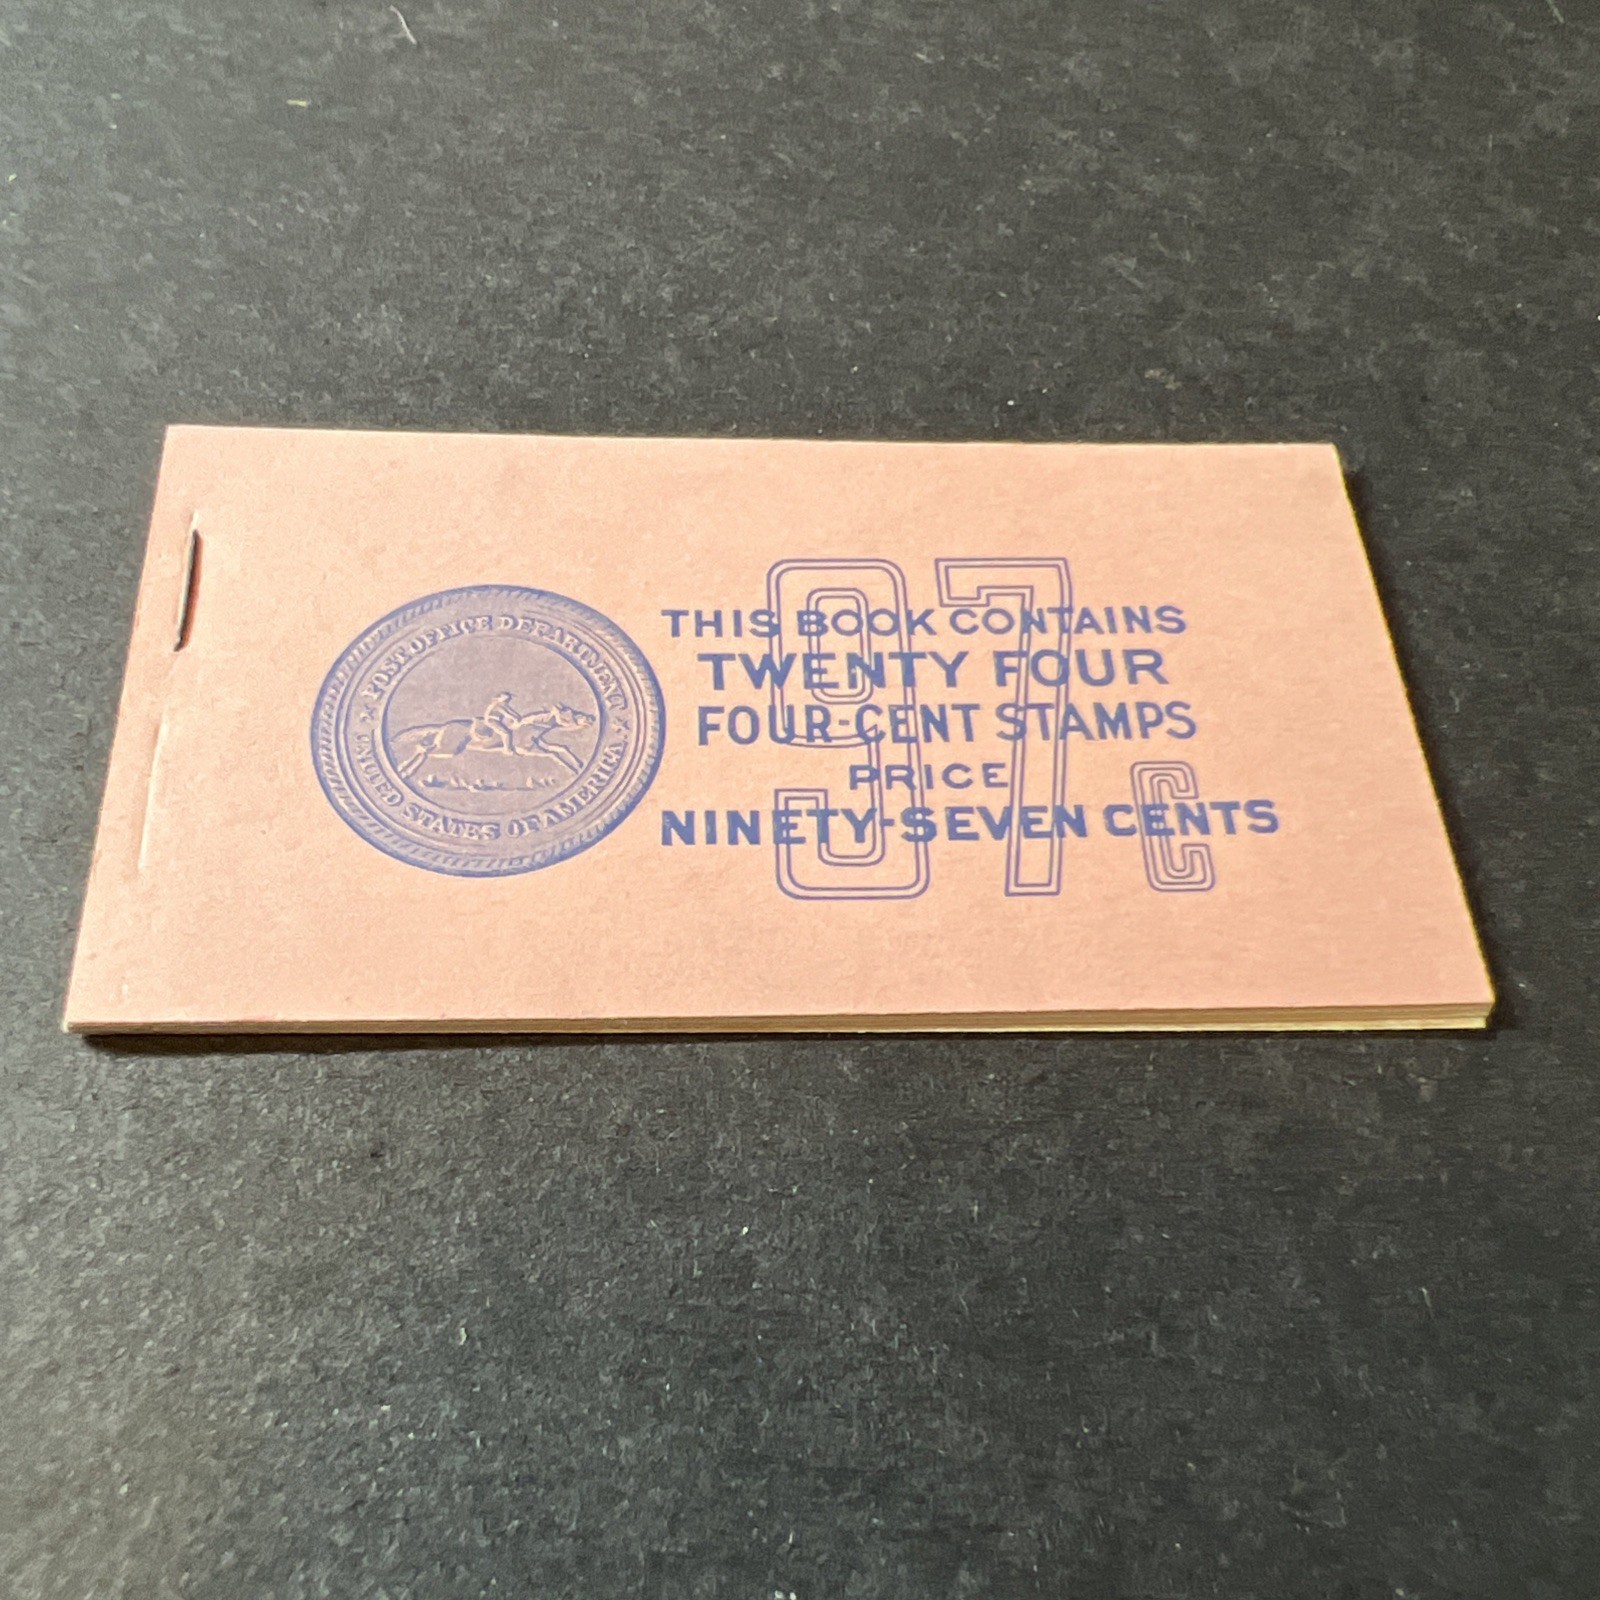 POST OFFICE DEPARTMENT
UNITED STATES OF AMERICA
97¢
THIS BOOK CONTAINS
TWENTY FOUR
FOUR-CENT STAMPS
PRICE
NINETY-SEVEN CENTS